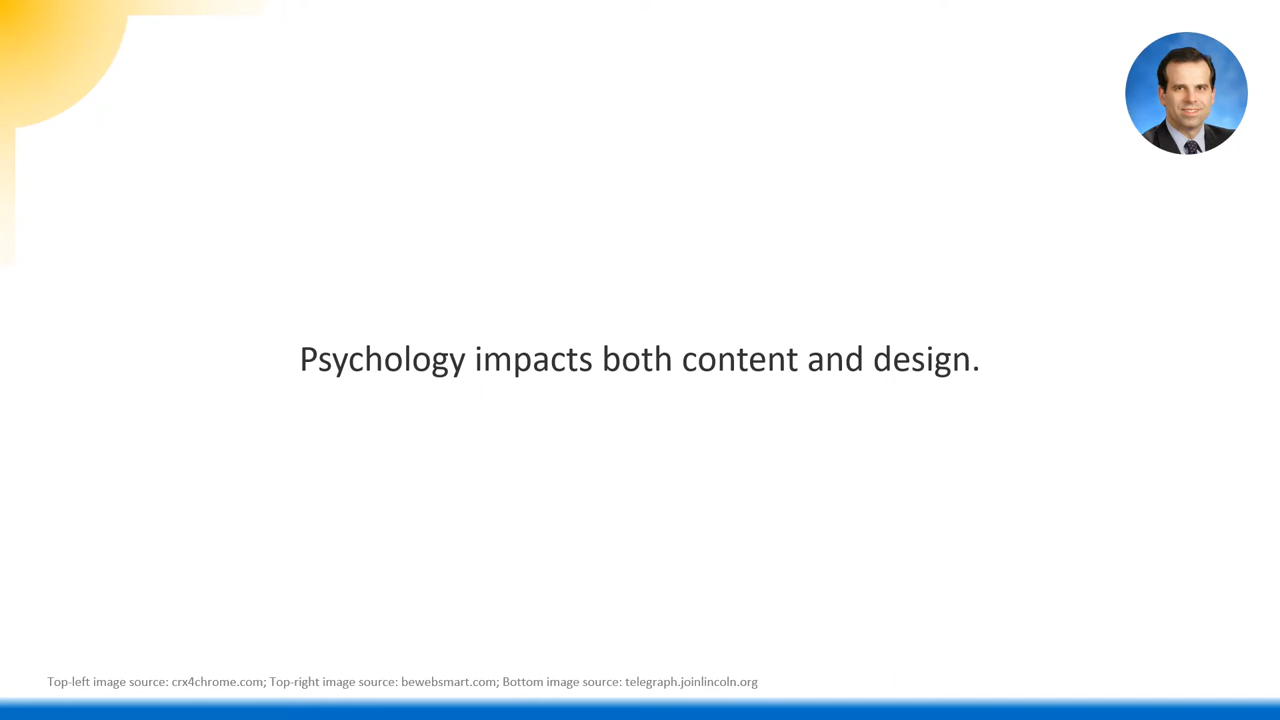 Psychology impacts both content and design.
Top-left image source: crx4chrome.com; Top-right image source: bewebsmart.com; Bottom image source: telegraph.joinlincoln.org